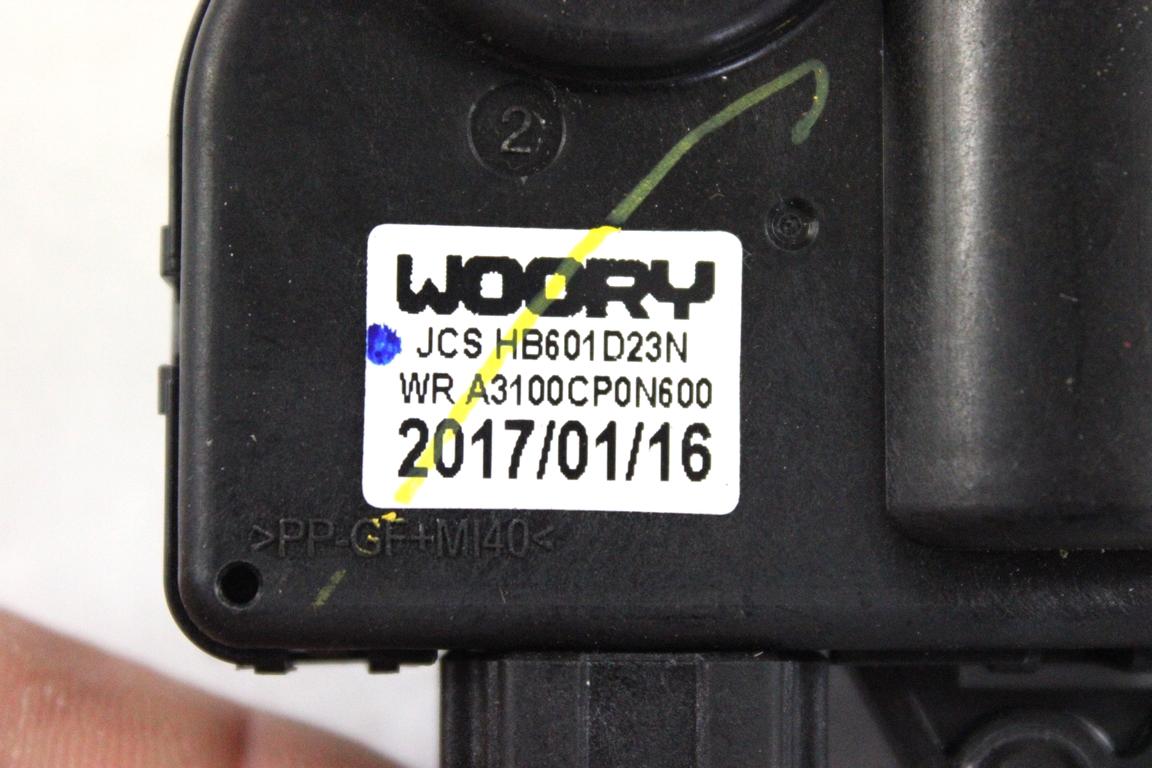 2
WOORY
JCS HB601D23N
WR A3100CP0N600
2017/01/16
>PP-GF+MI40<